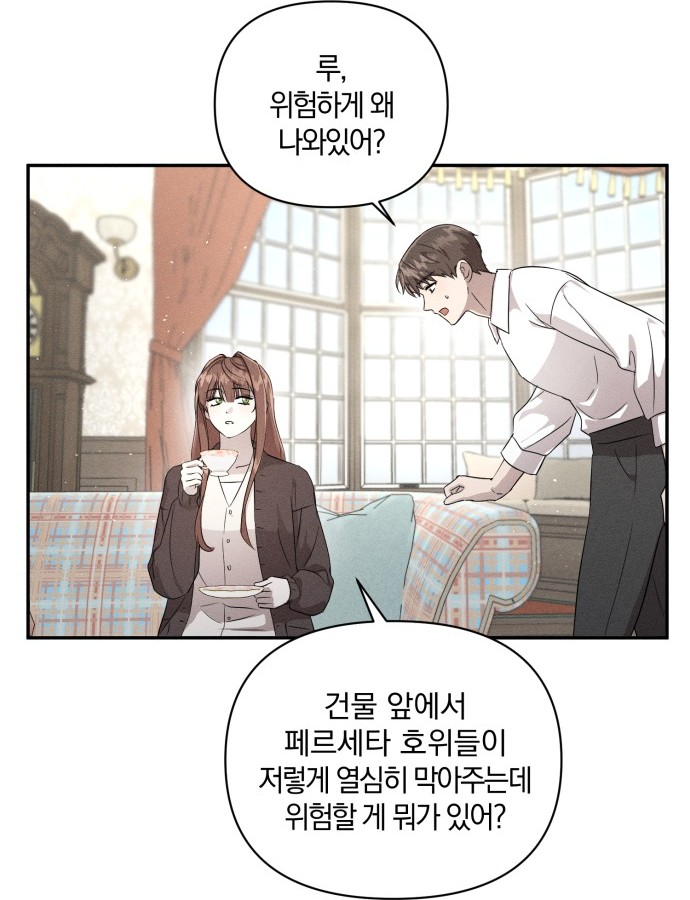 루,
위험하게 왜
나와있어?
건물 앞에서
페르세타 호위들이
저렇게 열심히 막아주는데
위험할 게 뭐가 있어?